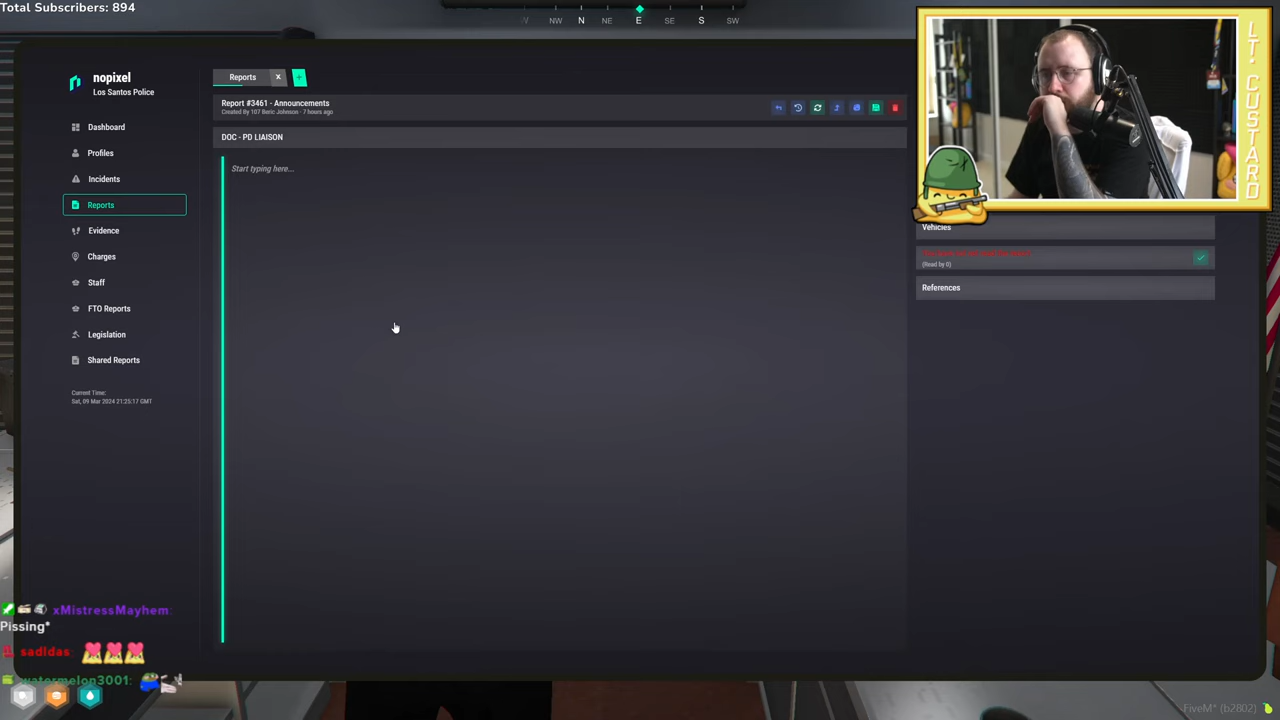 Total Subscribers: 894
W NW N NE E SE S SW
nopixel
Los Santos Police
Dashboard
Profiles
Incidents
Reports
Evidence
Charges
Staff
FTO Reports
Legislation
Shared Reports
Current Time:
Sat, 09 Mar 2024 21:25:17 GMT
Reports x +
Report #3461 - Announcements
Created By 107 Beric Johnson · 7 hours ago
DOC - PD LIAISON
Start typing here...
Vehicles
(Read by 0)
References
LT. CUSTARD
xMistressMayhem:
Pissing*
sadldas:
watermelon3001:
FiveM* (b2802)